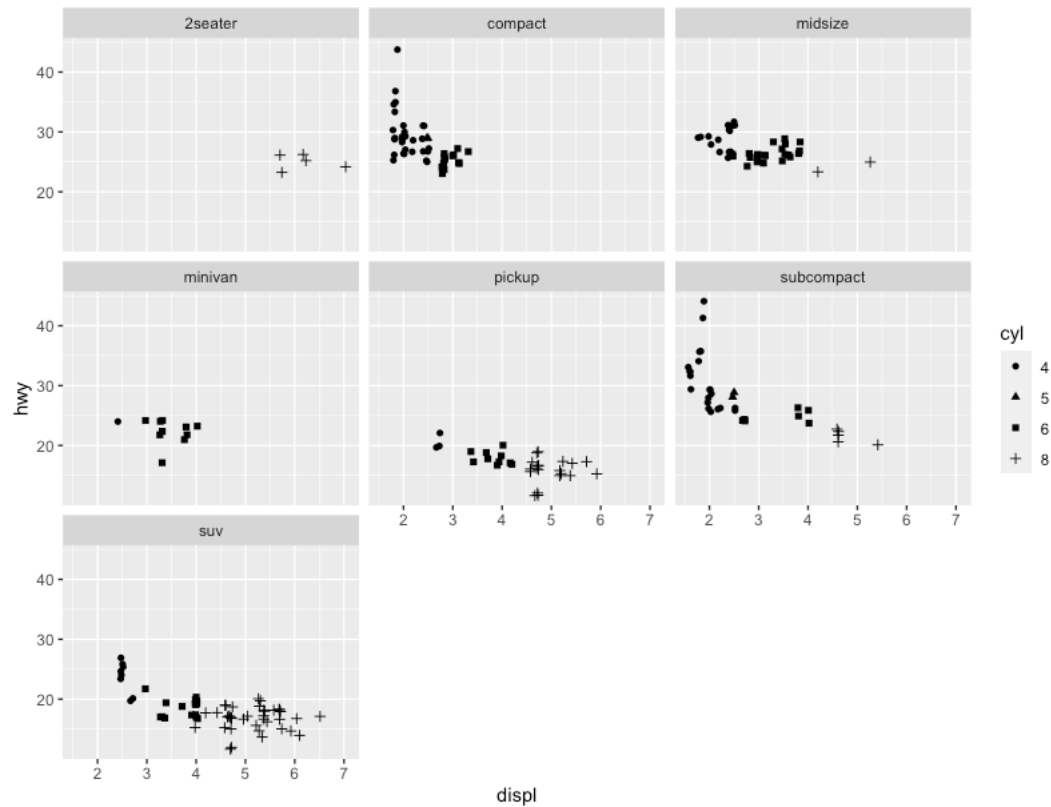 2seater compact midsize
40
30
20
minivan pickup subcompact
40
30
20
2 3 4 5 6 7 2 3 4 5 6 7
suv
40
30
20
2 3 4 5 6 7
displ
hwy
cyl
4
5
6
8